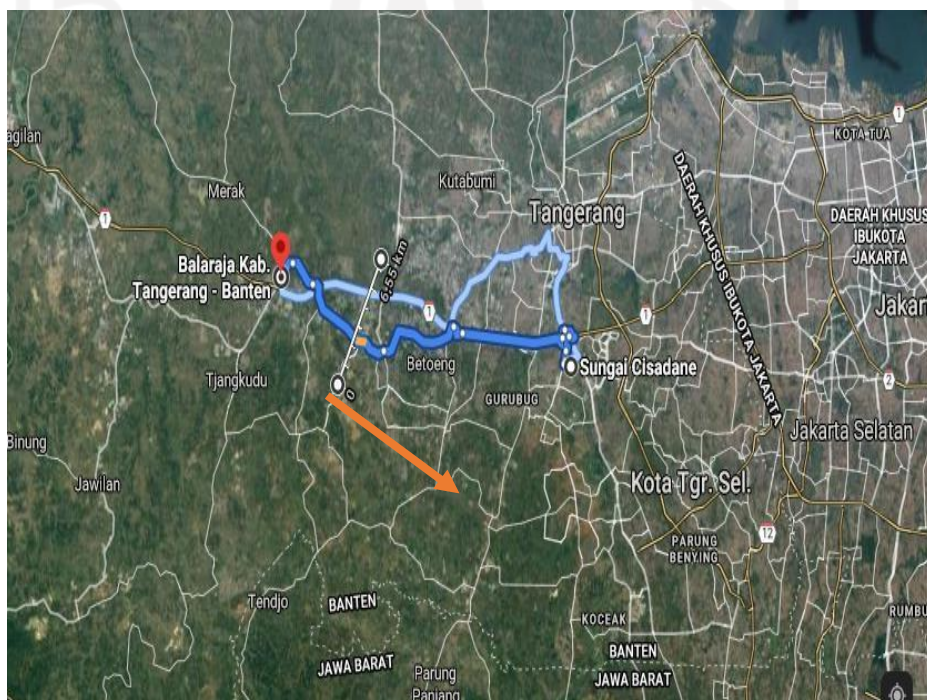 1
KOTA TUA
agilan
Merak
Kutabumi
Tangerang
DAERAH KHUSUS
IBUKOTA
JAKARTA
DAERAH KHUSUS IBUKOTA JAKARTA
1
Balaraja Kab.
Tangerang - Banten
6.55 km
1
1
Jakar
Betoeng
Sungai Cisadane
Tjangkudu
0
GURUBUG
2
Binung
Jakarta Selatan
Jawilan
Kota Tgr. Sel.
12
PARUNG
BENYING
Tendjo
BANTEN
KOCEAK
RUMBU
JAWA BARAT
Parung
Panjang
BANTEN
JAWA BARAT